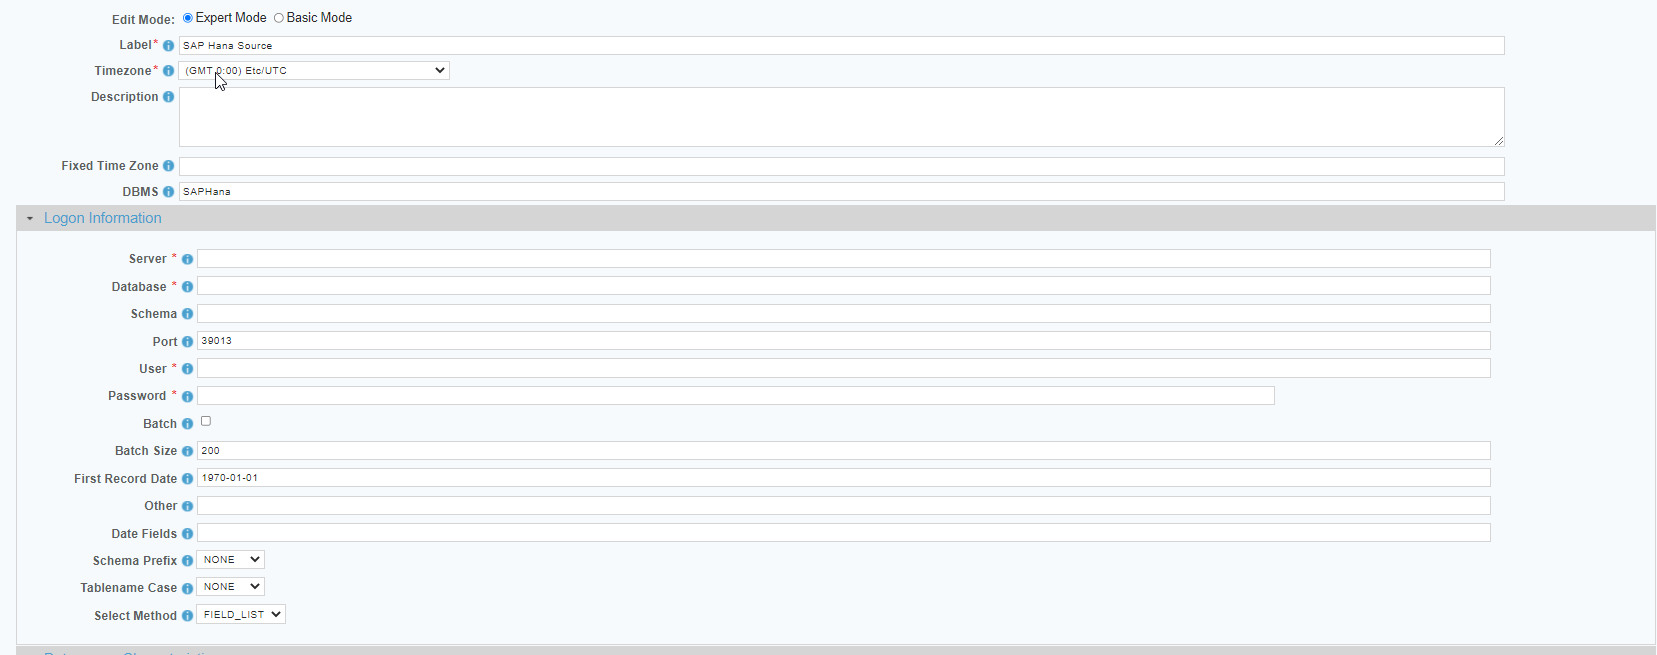 Edit Mode: Expert Mode Basic Mode
Label* SAP Hana Source
Timezone* (GMT 0:00) Etc/UTC
Description
Fixed Time Zone
DBMS SAPHana
Logon Information
Server *
Database *
Schema
Port 39013
User *
Password *
Batch
Batch Size 200
First Record Date 1970-01-01
Other
Date Fields
Schema Prefix NONE
Tablename Case NONE
Select Method FIELD_LIST